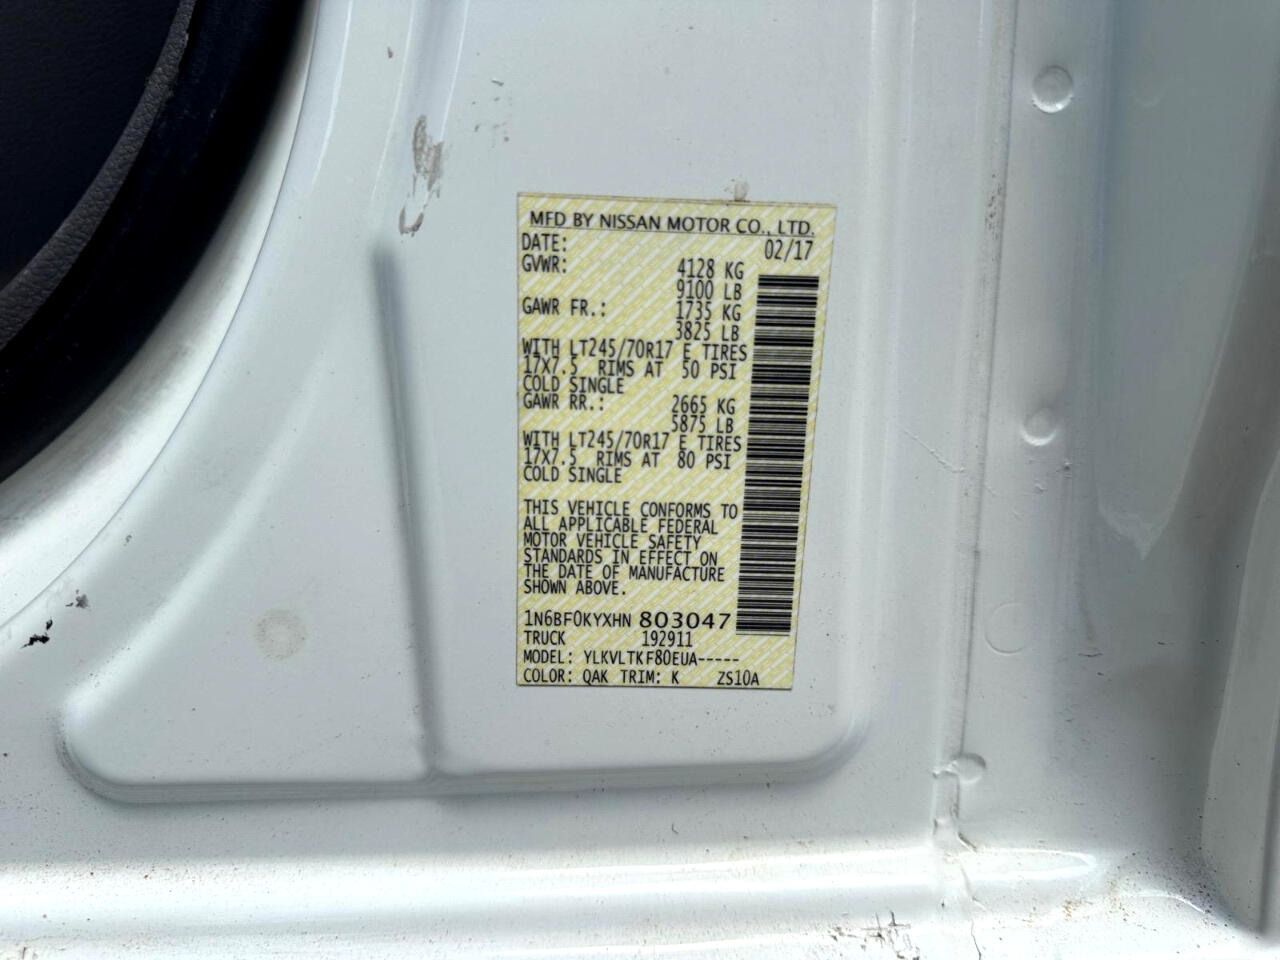 MFD BY NISSAN MOTOR CO., LTD.
DATE: 02/17
GVWR: 4128 KG
9100 LB
GAWR FR.: 1735 KG
3825 LB
WITH LT245/70R17 E TIRES
17X7.5 RIMS AT 50 PSI
COLD SINGLE
GAWR RR.: 2665 KG
5875 LB
WITH LT245/70R17 E TIRES
17X7.5 RIMS AT 80 PSI
COLD SINGLE
THIS VEHICLE CONFORMS TO
ALL APPLICABLE FEDERAL
MOTOR VEHICLE SAFETY
STANDARDS IN EFFECT ON
THE DATE OF MANUFACTURE
SHOWN ABOVE.
1N6BF0KYXHN 803047
TRUCK 192911
MODEL: YLKVLTKF80EUA-----
COLOR: QAK TRIM: K ZS10A